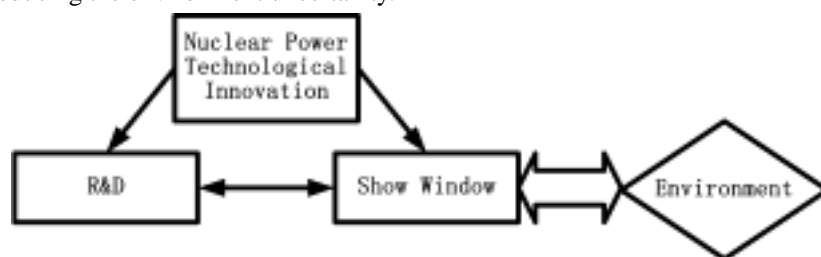 Nuclear Power
Technological
Innovation
R&D
Show Window
Environment